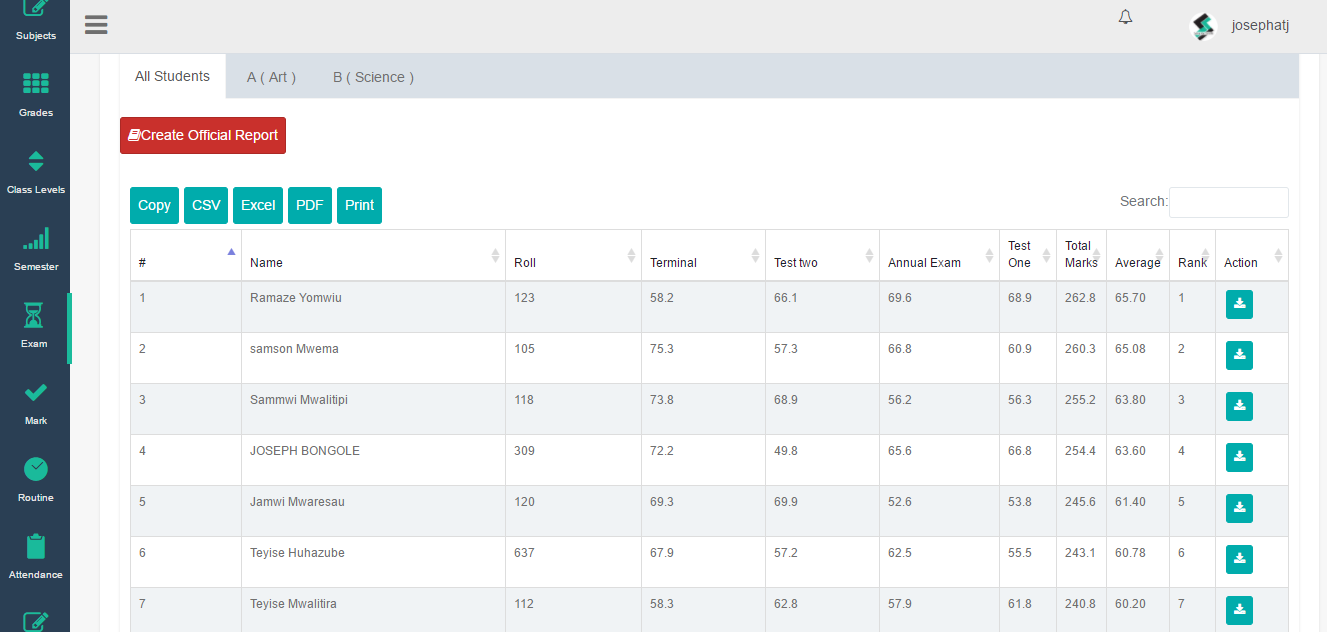 Subjects
Grades
Class Levels
Semester
Exam
Mark
Routine
Attendance
josephatj
All Students A ( Art ) B ( Science )
Create Official Report
Copy CSV Excel PDF Print
Search:
# Name Roll Terminal Test two Annual Exam Test One Total Marks Average Rank Action
1 Ramaze Yomwiu 123 58.2 66.1 69.6 68.9 262.8 65.70 1
2 samson Mwema 105 75.3 57.3 66.8 60.9 260.3 65.08 2
3 Sammwi Mwalitipi 118 73.8 68.9 56.2 56.3 255.2 63.80 3
4 JOSEPH BONGOLE 309 72.2 49.8 65.6 66.8 254.4 63.60 4
5 Jamwi Mwaresau 120 69.3 69.9 52.6 53.8 245.6 61.40 5
6 Teyise Huhazube 637 67.9 57.2 62.5 55.5 243.1 60.78 6
7 Teyise Mwalitira 112 58.3 62.8 57.9 61.8 240.8 60.20 7